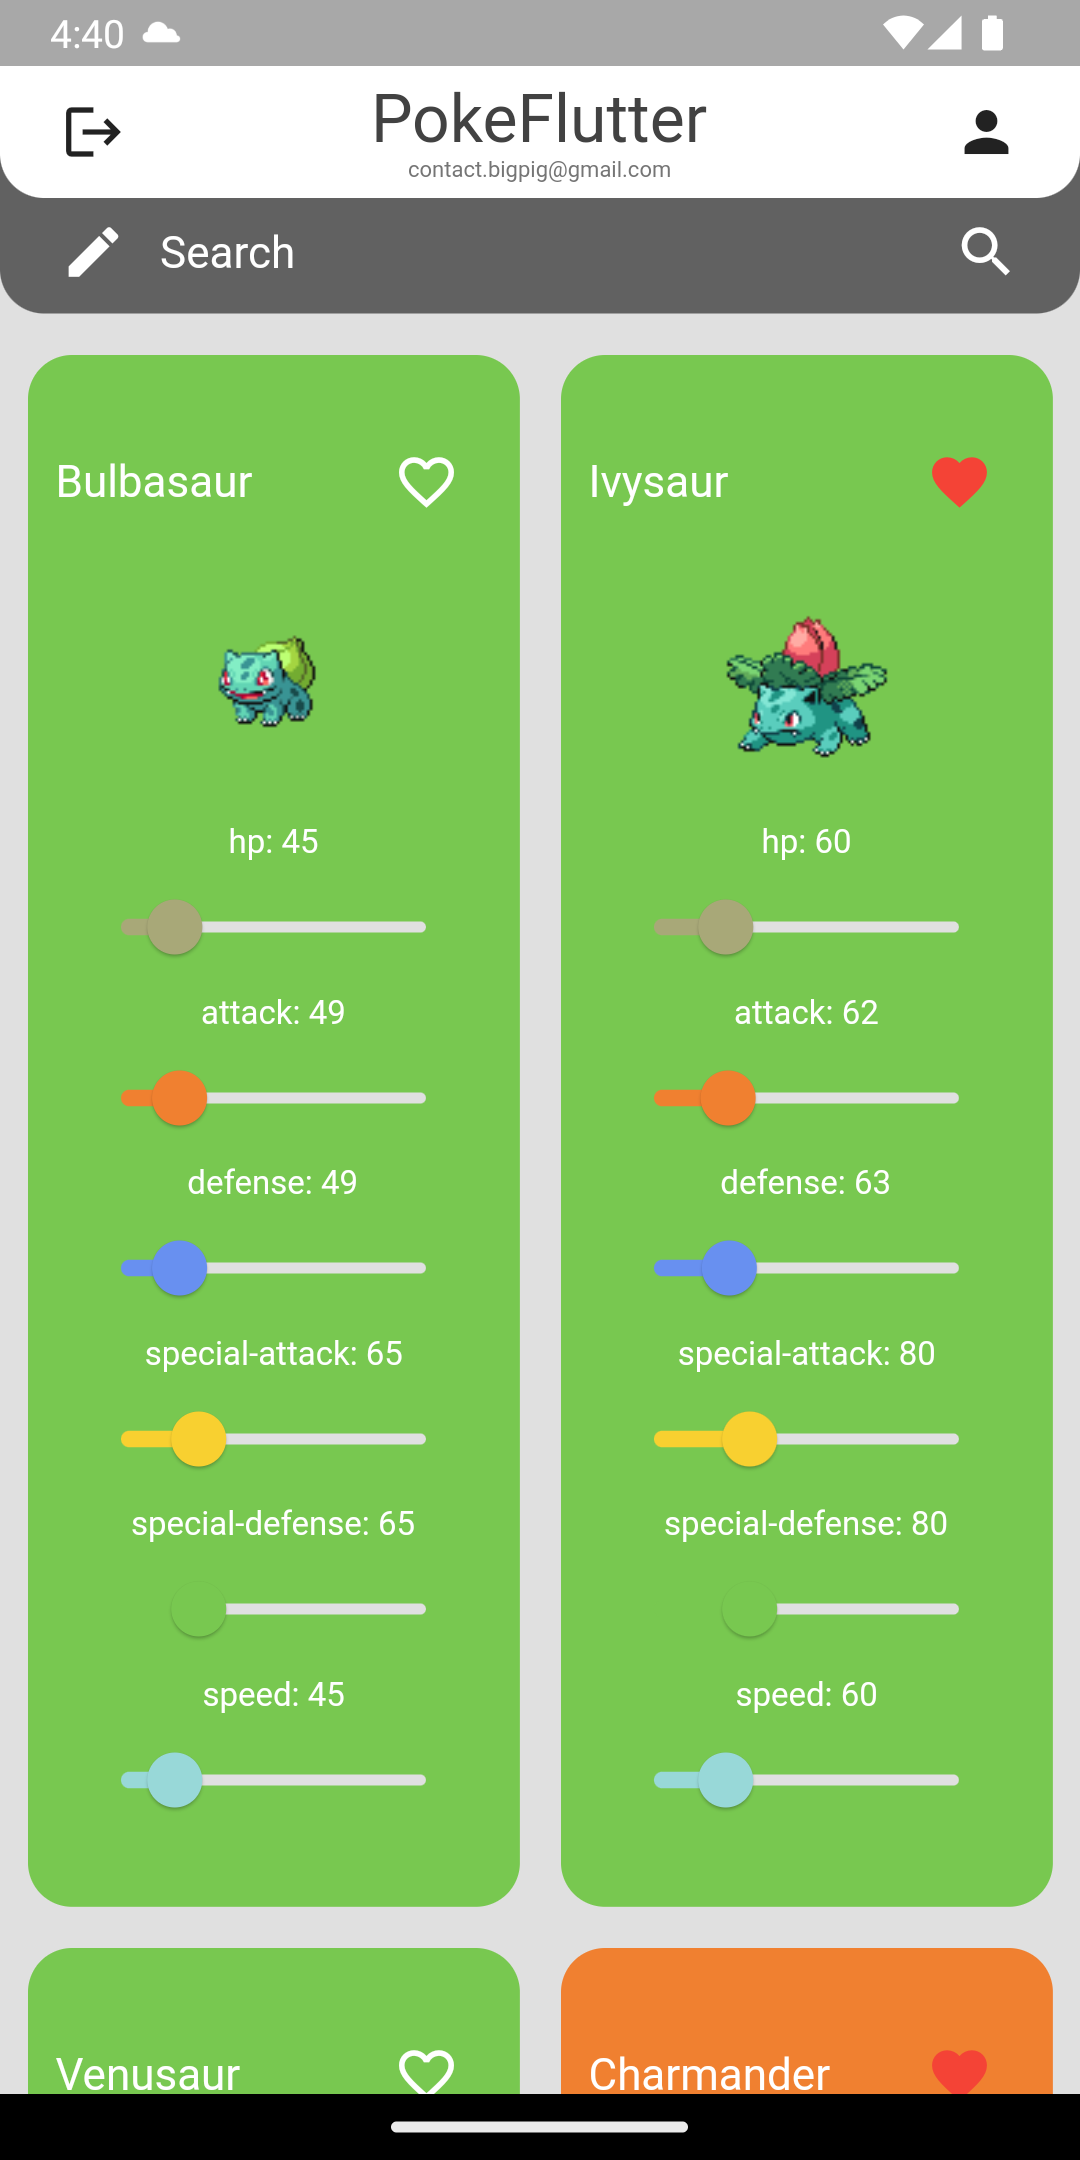 4:40
PokeFlutter
contact.bigpig@gmail.com
Search
Bulbasaur
hp: 45
attack: 49
defense: 49
special-attack: 65
special-defense: 65
speed: 45
Ivysaur
hp: 60
attack: 62
defense: 63
special-attack: 80
special-defense: 80
speed: 60
Venusaur
Charmander